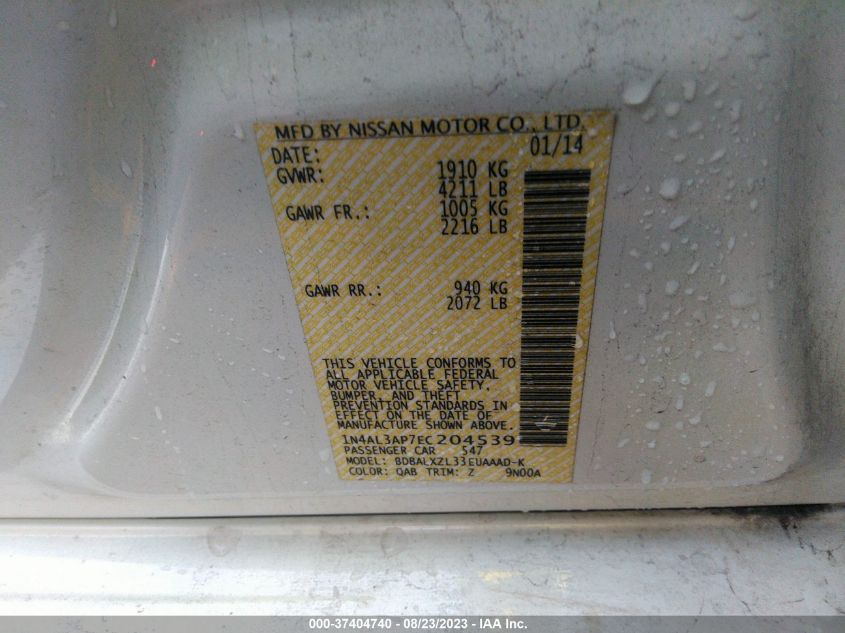 MFD BY NISSAN MOTOR CO., LTD.
DATE: 01/14
GVWR: 1910 KG
4211 LB
GAWR FR.: 1005 KG
2216 LB
GAWR RR.: 940 KG
2072 LB
THIS VEHICLE CONFORMS TO
ALL APPLICABLE FEDERAL
MOTOR VEHICLE SAFETY,
BUMPER, AND THEFT
PREVENTION STANDARDS IN
EFFECT ON THE DATE OF
MANUFACTURE SHOWN ABOVE.
1N4AL3AP7EC204539
PASSENGER CAR 547
MODEL: BDBALXZL33EUAAAD-K
COLOR: QAB TRIM: Z 9N00A
000-37404740 - 08/23/2023 - IAA Inc.